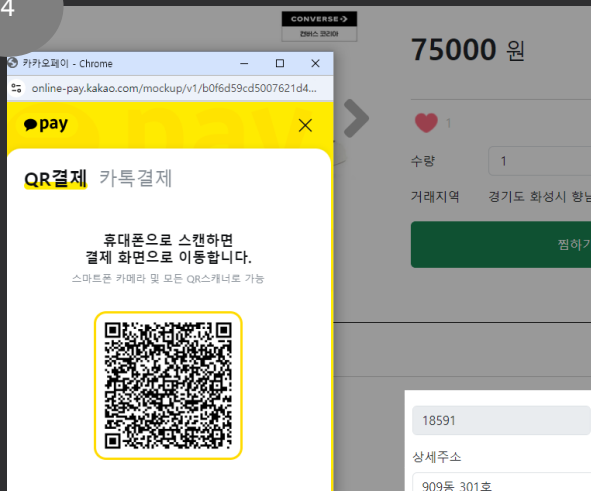 4
CONVERSE
컨버스 코리아
75000 원
카카오페이 - Chrome
online-pay.kakao.com/mockup/v1/b0f6d59cd5007621d4...
pay
1
QR결제 카톡결제
수량 1
거래지역 경기도 화성시 향남
찜하기
휴대폰으로 스캔하면
결제 화면으로 이동합니다.
스마트폰 카메라 및 모든 QR스캐너로 가능
18591
상세주소
909동 301호